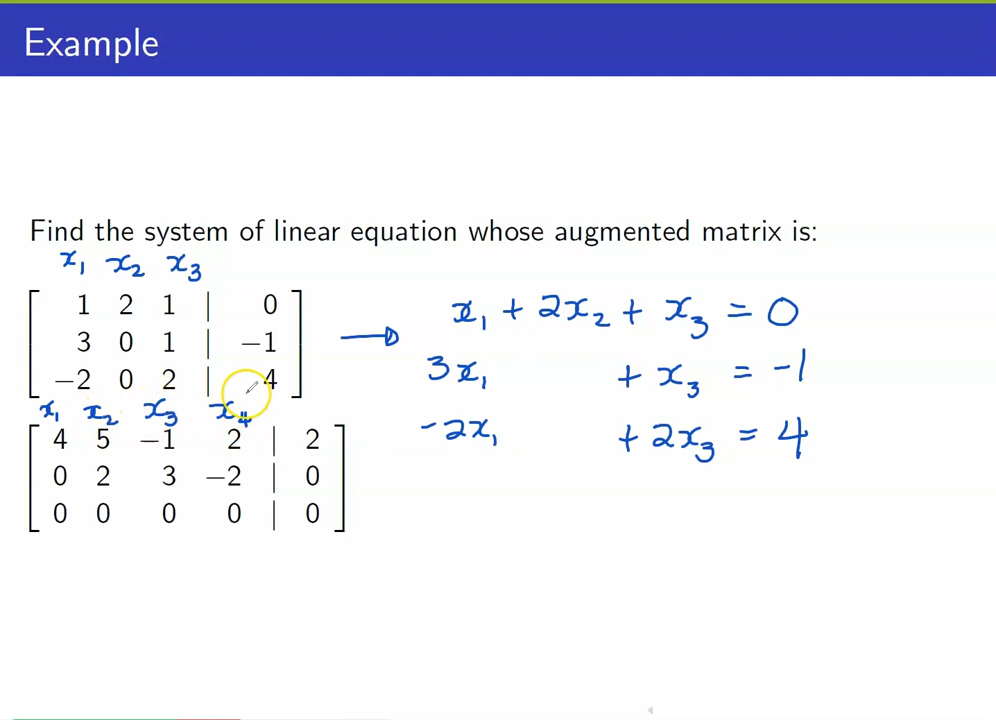 Example
Find the system of linear equation whose augmented matrix is:
x₁ x₂ x₃
1 2 1 | 0
3 0 1 | −1
−2 0 2 | 4
x₁ + 2x₂ + x₃ = 0
3x₁ + x₃ = -1
-2x₁ + 2x₃ = 4
x₁ x₂ x₃ x₄
4 5 −1 2 | 2
0 2 3 −2 | 0
0 0 0 0 | 0